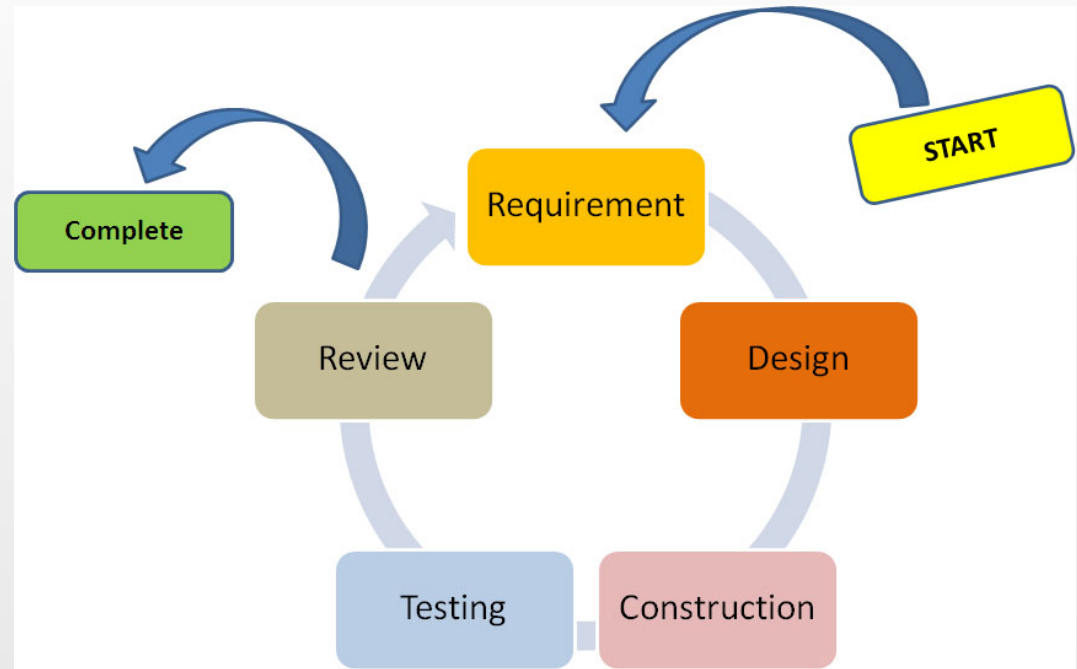 START
Requirement
Complete
Review
Design
Testing
Construction